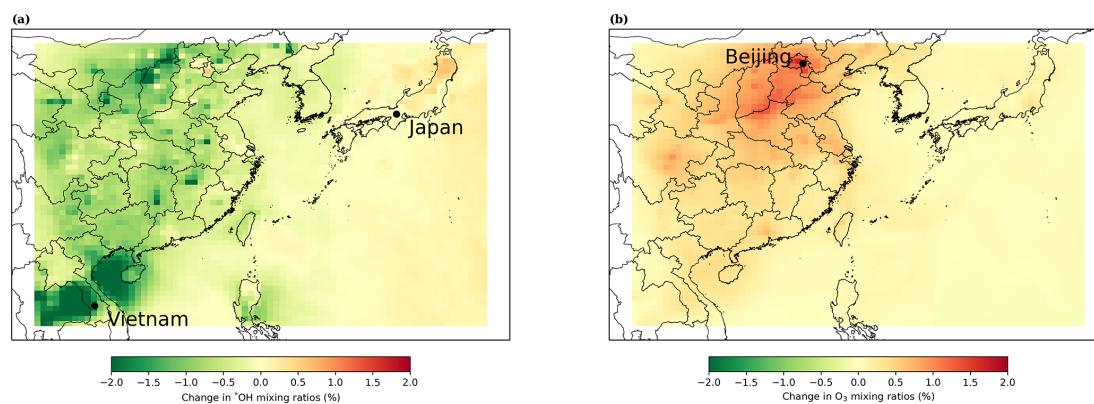 (a)
(b)
Beijing
Japan
Vietnam
−2.0 −1.5 −1.0 −0.5 0.0 0.5 1.0 1.5 2.0
Change in ˙OH mixing ratios (%)
−2.0 −1.5 −1.0 −0.5 0.0 0.5 1.0 1.5 2.0
Change in O₃ mixing ratios (%)